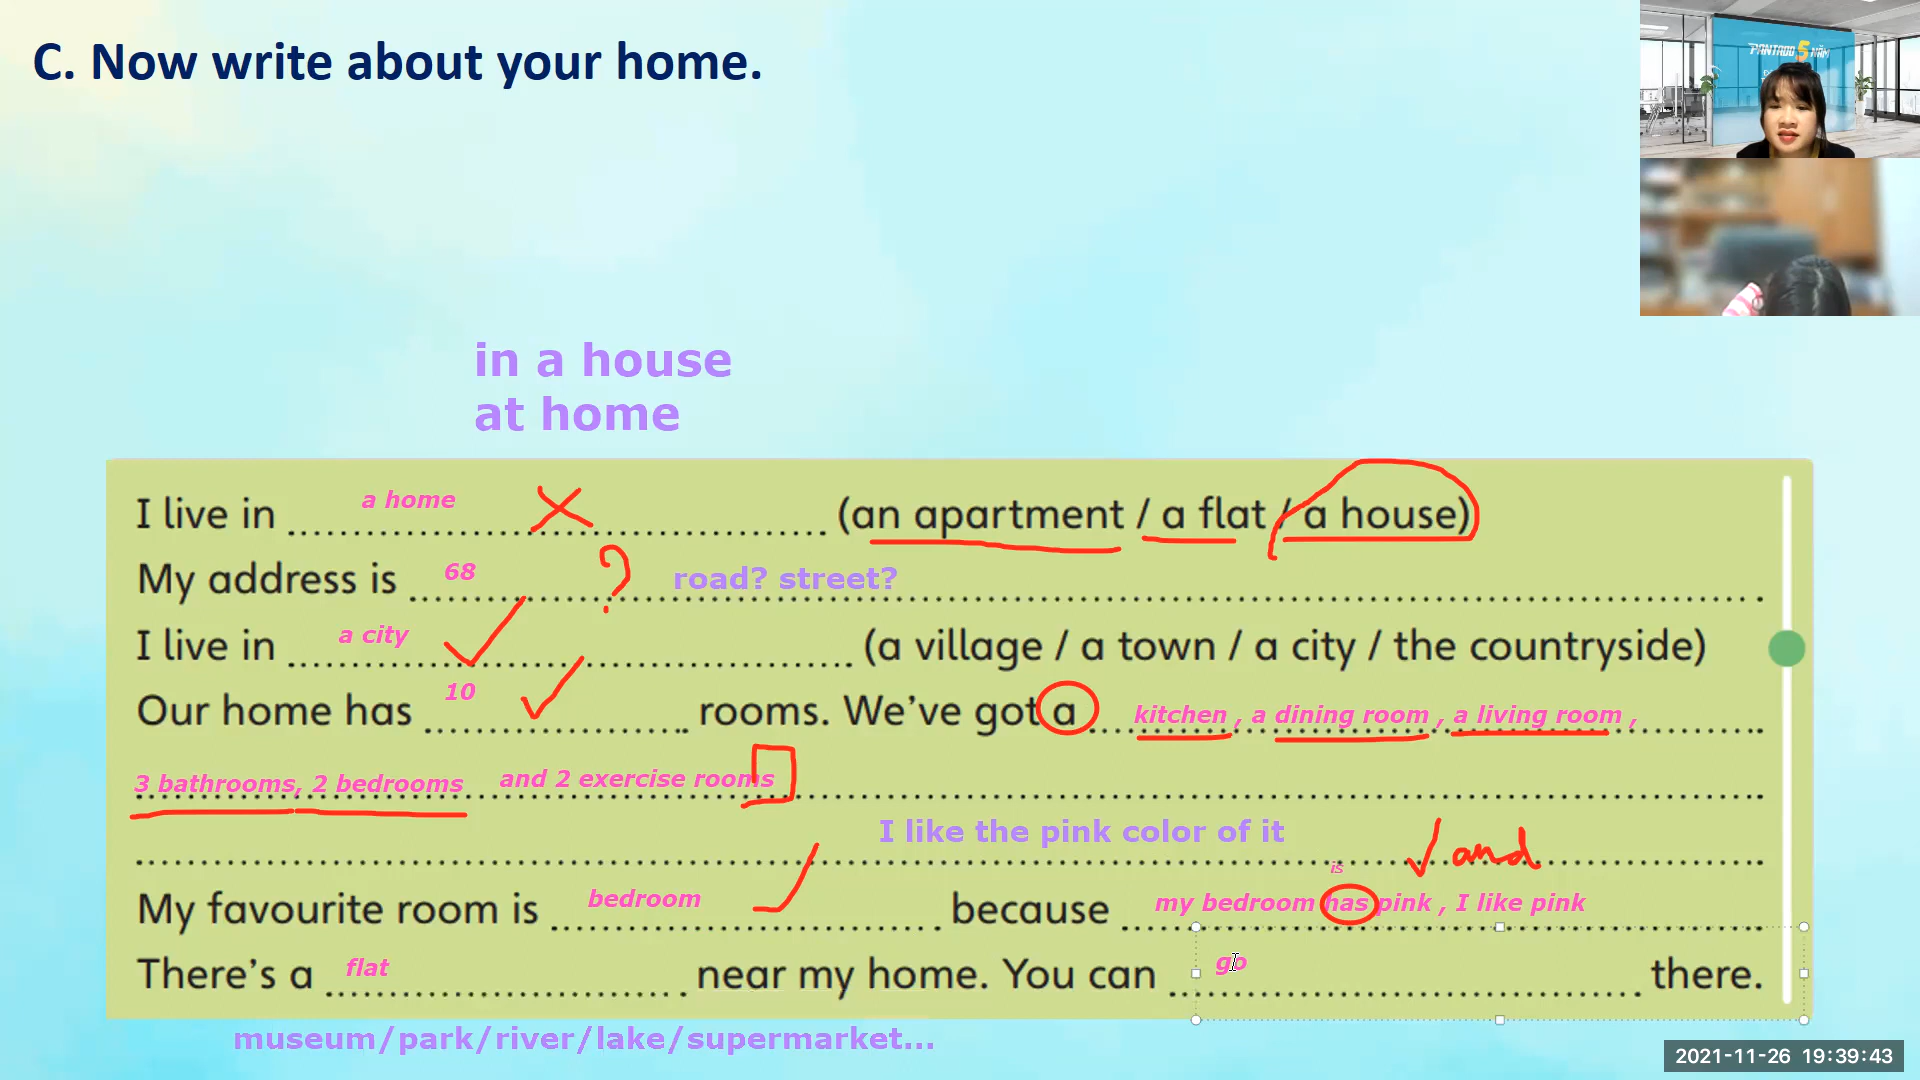 C. Now write about your home.
PANTADO 5 NĂM
in a house
at home
I live in a home (an apartment / a flat / a house)
My address is 68 ? road? street?
I live in a city (a village / a town / a city / the countryside)
Our home has 10 rooms. We've got a kitchen , a dining room , a living room ,
3 bathrooms, 2 bedrooms and 2 exercise rooms
I like the pink color of it
is and
My favourite room is bedroom because my bedroom has pink , I like pink
There's a flat near my home. You can go there.
museum/park/river/lake/supermarket...
2021-11-26 19:39:43